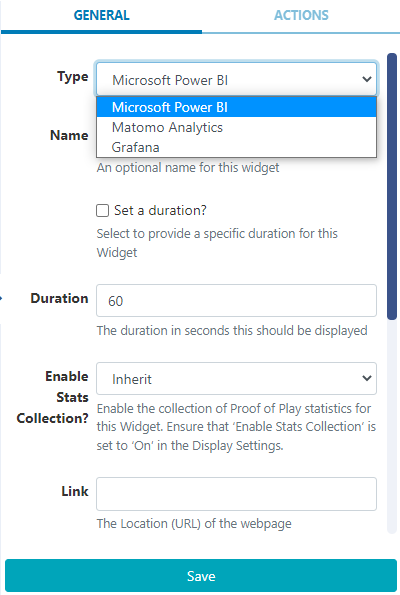 GENERAL ACTIONS
Type Microsoft Power BI
Microsoft Power BI
Matomo Analytics
Grafana
Name
An optional name for this widget
Set a duration?
Select to provide a specific duration for this
Widget
Duration 60
The duration in seconds this should be displayed
Enable
Stats
Collection?
Inherit
Enable the collection of Proof of Play statistics for
this Widget. Ensure that ‘Enable Stats Collection’ is
set to ‘On’ in the Display Settings.
Link
The Location (URL) of the webpage
Save